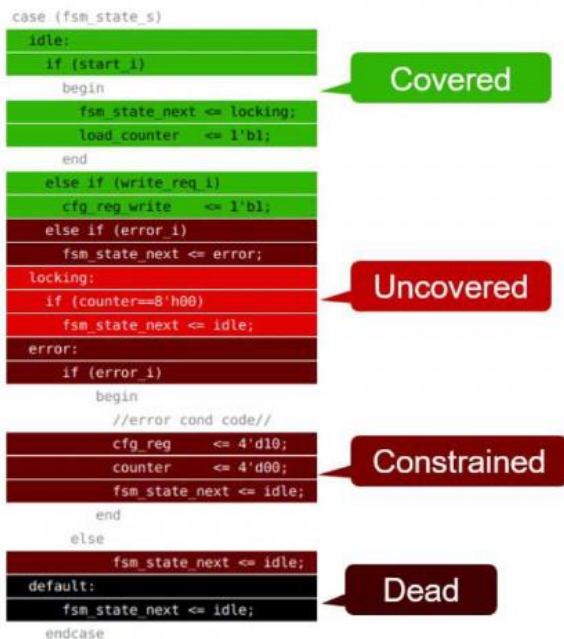 case (fsm_state_s)
idle:
if (start_i)
begin
fsm_state_next <= locking;
load_counter <= 1'b1;
end
else if (write_req_i)
cfg_reg_write <= 1'b1;
else if (error_i)
fsm_state_next <= error;
locking:
if (counter==8'h00)
fsm_state_next <= idle;
error:
if (error_i)
begin
//error cond code//
cfg_reg <= 4'd10;
counter <= 4'd00;
fsm_state_next <= idle;
end
else
fsm_state_next <= idle;
default:
fsm_state_next <= idle;
endcase
Covered
Uncovered
Constrained
Dead